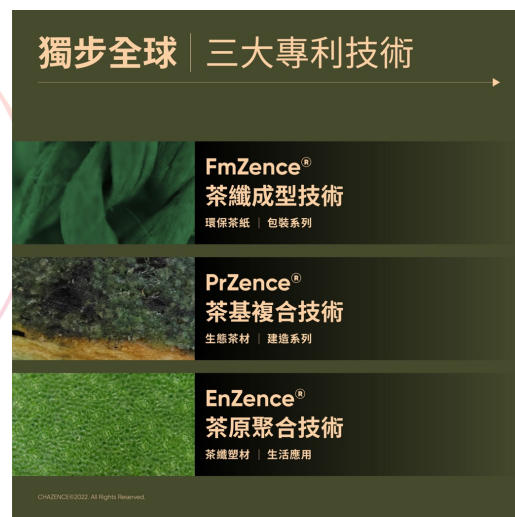 獨步全球｜三大專利技術
FmZence®
茶纖成型技術
環保茶紙｜包裝系列
PrZence®
茶基複合技術
生態茶材｜建造系列
EnZence®
茶原聚合技術
茶纖塑材｜生活應用
CHAZENCE©2022. All Rights Reserved.